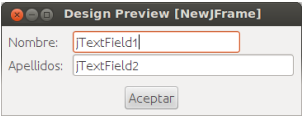 Design Preview [NewJFrame]
Nombre: jTextField1
Apellidos: jTextField2
Aceptar